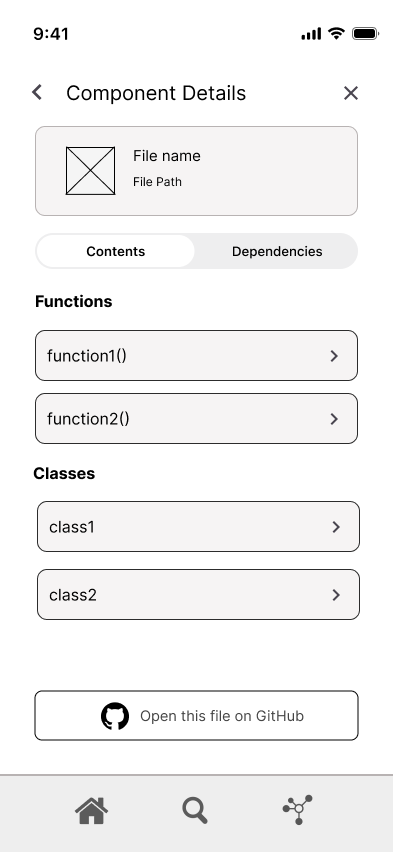 9:41
Component Details
File name
File Path
Contents
Dependencies
Functions
function1()
function2()
Classes
class1
class2
Open this file on GitHub